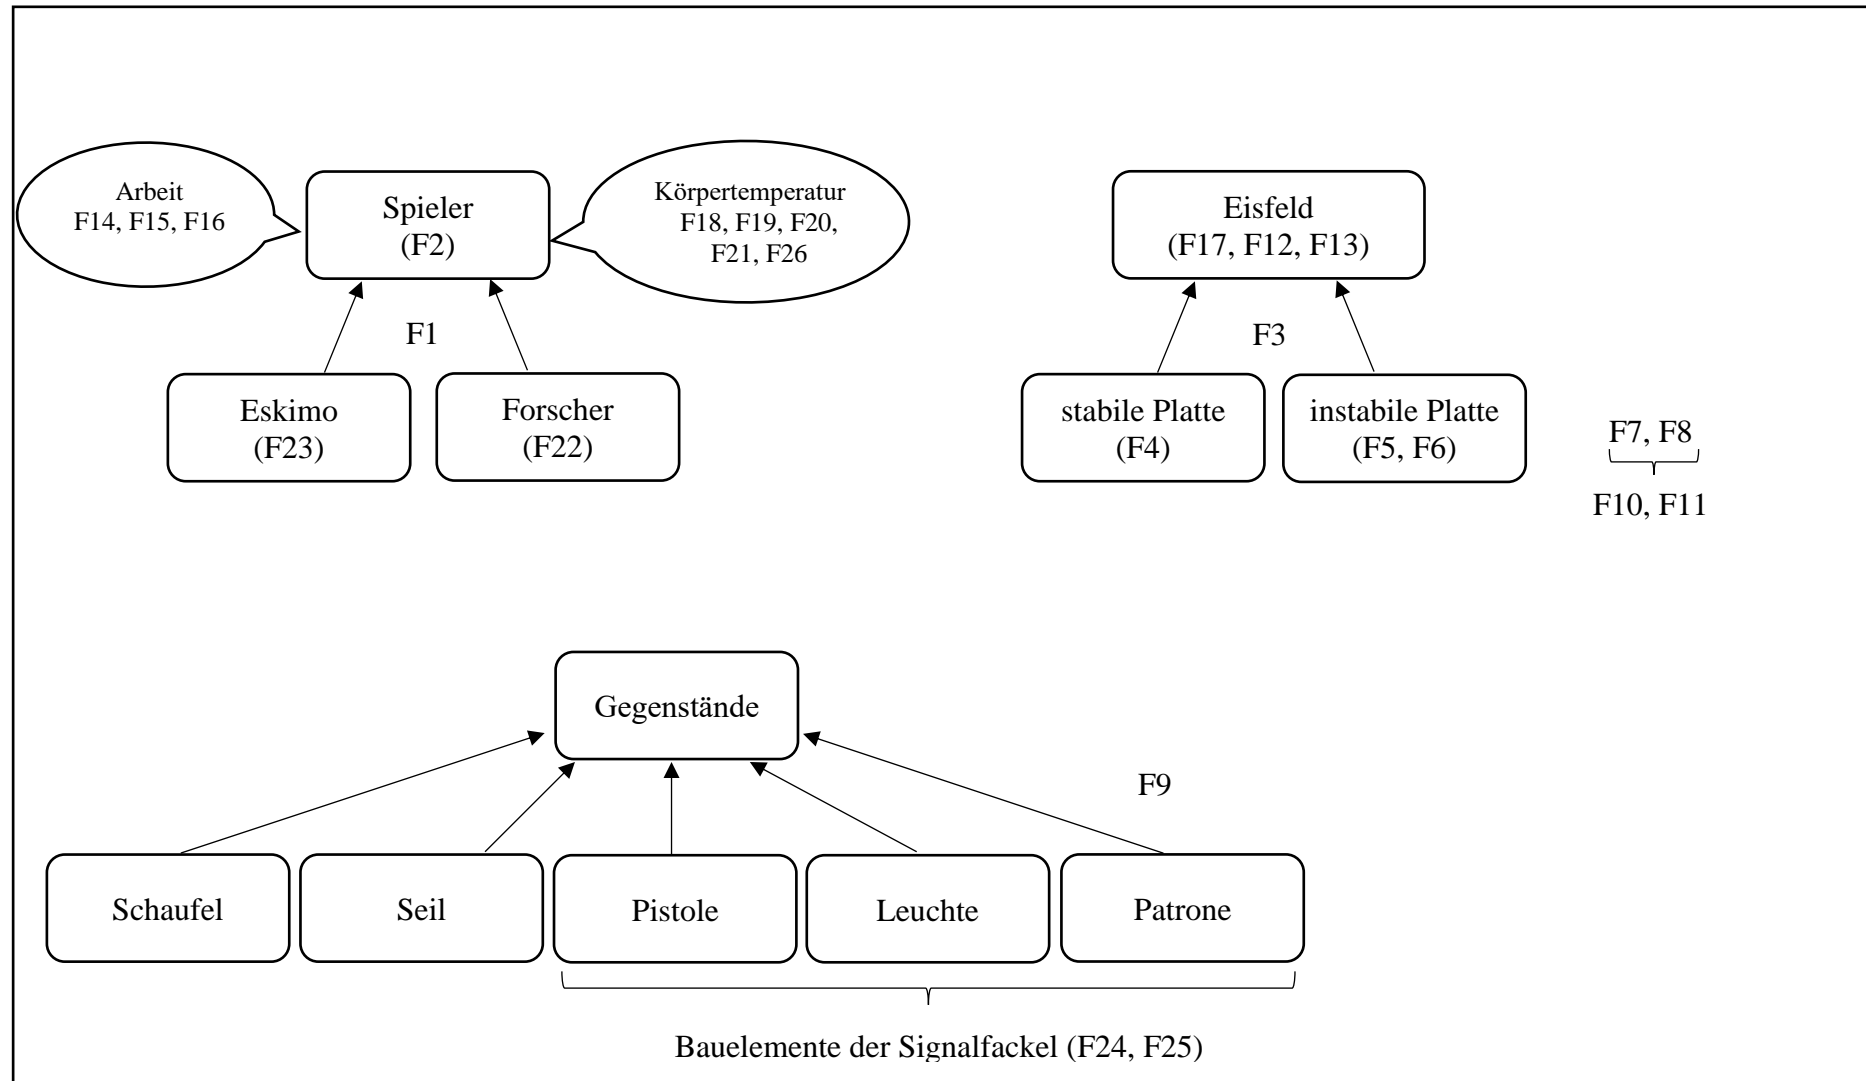 Arbeit
F14, F15, F16
Spieler
(F2)
Körpertemperatur
F18, F19, F20,
F21, F26
Eisfeld
(F17, F12, F13)
F1
F3
Eskimo
(F23)
Forscher
(F22)
stabile Platte
(F4)
instabile Platte
(F5, F6)
F7, F8
F10, F11
Gegenstände
F9
Schaufel
Seil
Pistole
Leuchte
Patrone
Bauelemente der Signalfackel (F24, F25)